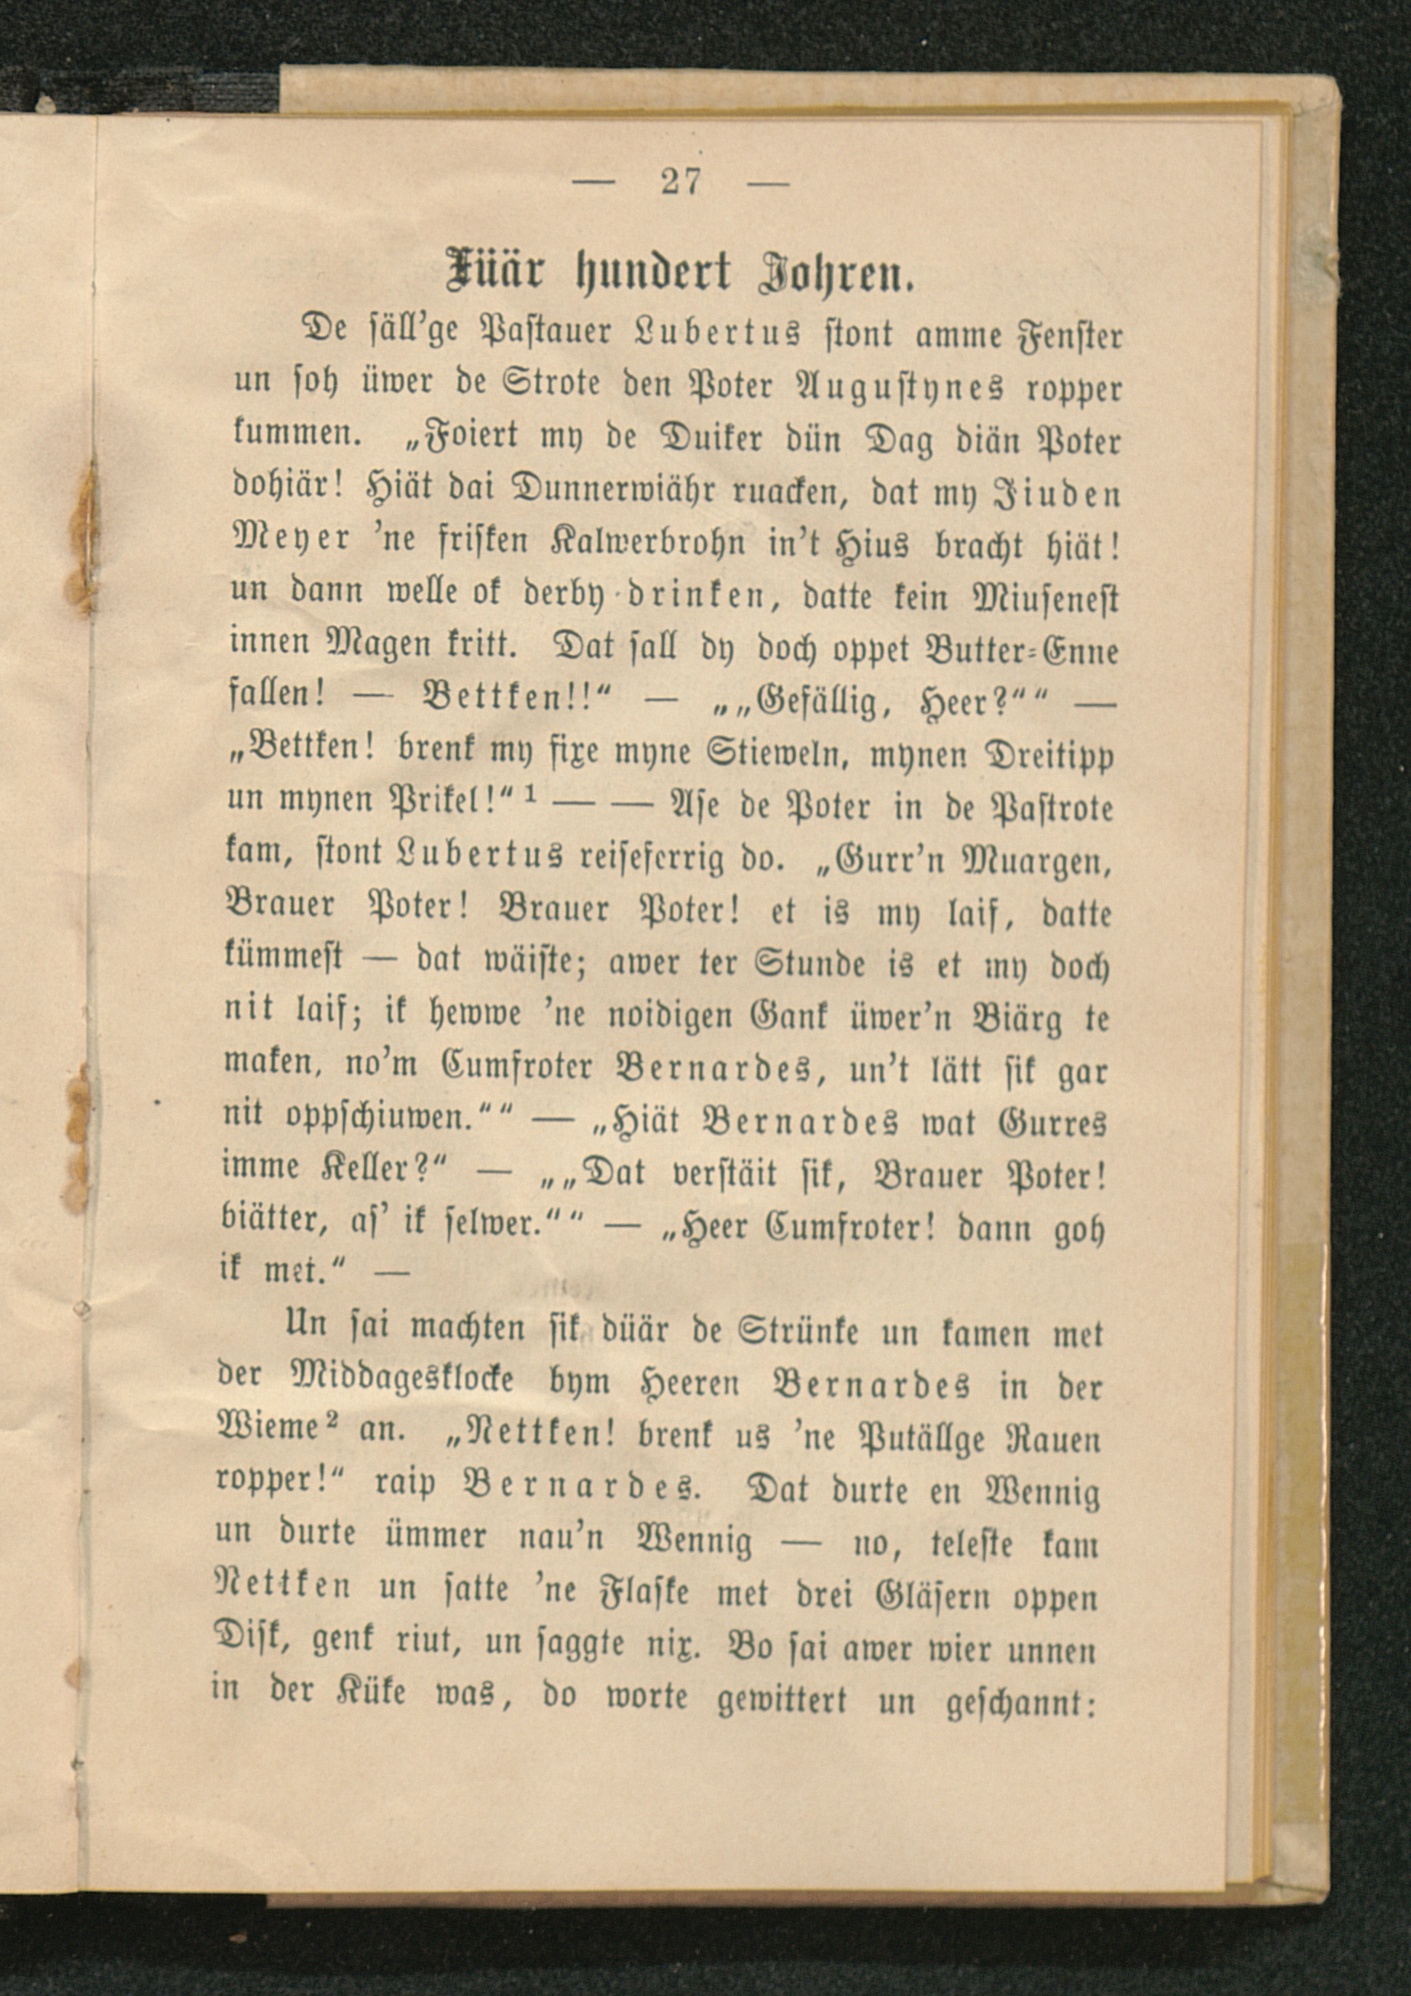 — 27 —
Füär hundert Johren.
De säll'ge Pastauer Lubertus stont amme Fenster
un soh üwer de Strote den Poter Augustynes ropper
kummen. „Foiert my de Duiker dün Dag diän Poter
dohiär! Hiät dai Dunnerwiähr ruacken, dat my Jiuden
Meyer 'ne frisken Kalwerbrohn in't Hius bracht hiät!
un dann welle ok derby drinken, datte kein Miusenest
innen Magen kritt. Dat sall dy doch oppet Butter-Enne
fallen! — Bettken!!“ — „„Gefällig, Heer?““ —
„Bettken! brenk my fixe myne Stieweln, mynen Dreitipp
un mynen Prikel!“ 1 — — Ase de Poter in de Pastrote
kam, stont Lubertus reiseferrig do. „Gurr'n Muargen,
Brauer Poter! Brauer Poter! et is my laif, datte
kümmest — dat wäiste; awer ter Stunde is et my doch
nit laif; ik hewwe 'ne noidigen Gank üwer'n Biärg te
maken, no'm Cumfroter Bernardes, un't lätt sik gar
nit oppschiuwen.““ — „Hiät Bernardes wat Gurres
imme Keller?“ — „„Dat verstäit sik, Brauer Poter!
biätter, as' ik selwer.““ — „Heer Cumfroter! dann goh
ik met.“ —
Un sai machten sik düär de Strünke un kamen met
der Middagesklocke bym Heeren Bernardes in der
Wieme 2 an. „Nettken! brenk us 'ne Putällge Rauen
ropper!“ raip Bernardes. Dat durte en Wennig
un durte ümmer nau'n Wennig — no, teleste kam
Nettken un satte 'ne Flaske met drei Gläsern oppen
Disk, genk riut, un saggte nix. Bo sai awer wier unnen
in der Küke was, do worte gewittert un geschannt: